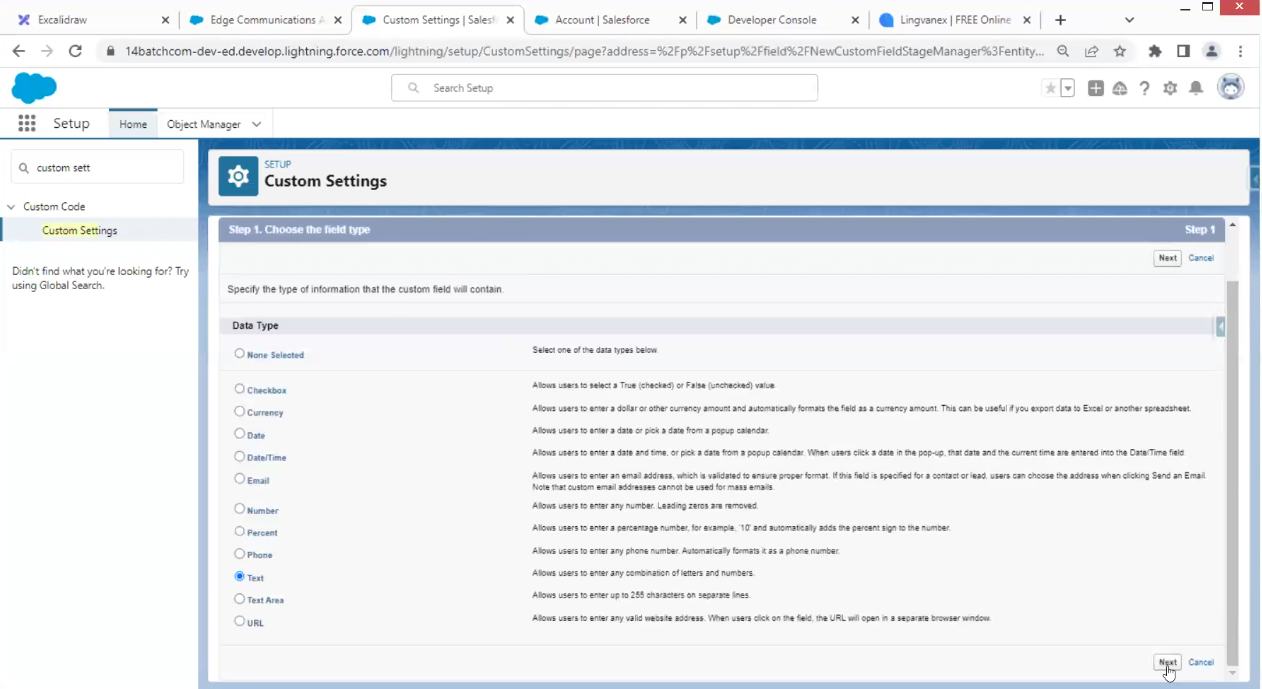 Excalidraw
Edge Communications A
Custom Settings | Salesf
Account | Salesforce
Developer Console
Lingvanex | FREE Online
14batchcom-dev-ed.develop.lightning.force.com/lightning/setup/CustomSettings/page?address=%2Fp%2Fsetup%2Ffield%2FNewCustomFieldStageManager%3Fentity...
Search Setup
Setup
Home
Object Manager
custom sett
Custom Code
Custom Settings
Didn't find what you're looking for? Try
using Global Search.
SETUP
Custom Settings
Step 1. Choose the field type
Step 1
Next Cancel
Specify the type of information that the custom field will contain.
Data Type
None Selected
Select one of the data types below.
Checkbox
Allows users to select a True (checked) or False (unchecked) value.
Currency
Allows users to enter a dollar or other currency amount and automatically formats the field as a currency amount. This can be useful if you export data to Excel or another spreadsheet.
Date
Allows users to enter a date or pick a date from a popup calendar.
Date/Time
Allows users to enter a date and time, or pick a date from a popup calendar. When users click a date in the pop-up, that date and the current time are entered into the Date/Time field.
Email
Allows users to enter an email address, which is validated to ensure proper format. If this field is specified for a contact or lead, users can choose the address when clicking Send an Email.
Note that custom email addresses cannot be used for mass emails.
Number
Allows users to enter any number. Leading zeros are removed.
Percent
Allows users to enter a percentage number, for example, '10' and automatically adds the percent sign to the number.
Phone
Allows users to enter any phone number. Automatically formats it as a phone number.
Text
Allows users to enter any combination of letters and numbers.
Text Area
Allows users to enter up to 255 characters on separate lines.
URL
Allows users to enter any valid website address. When users click on the field, the URL will open in a separate browser window.
Next Cancel